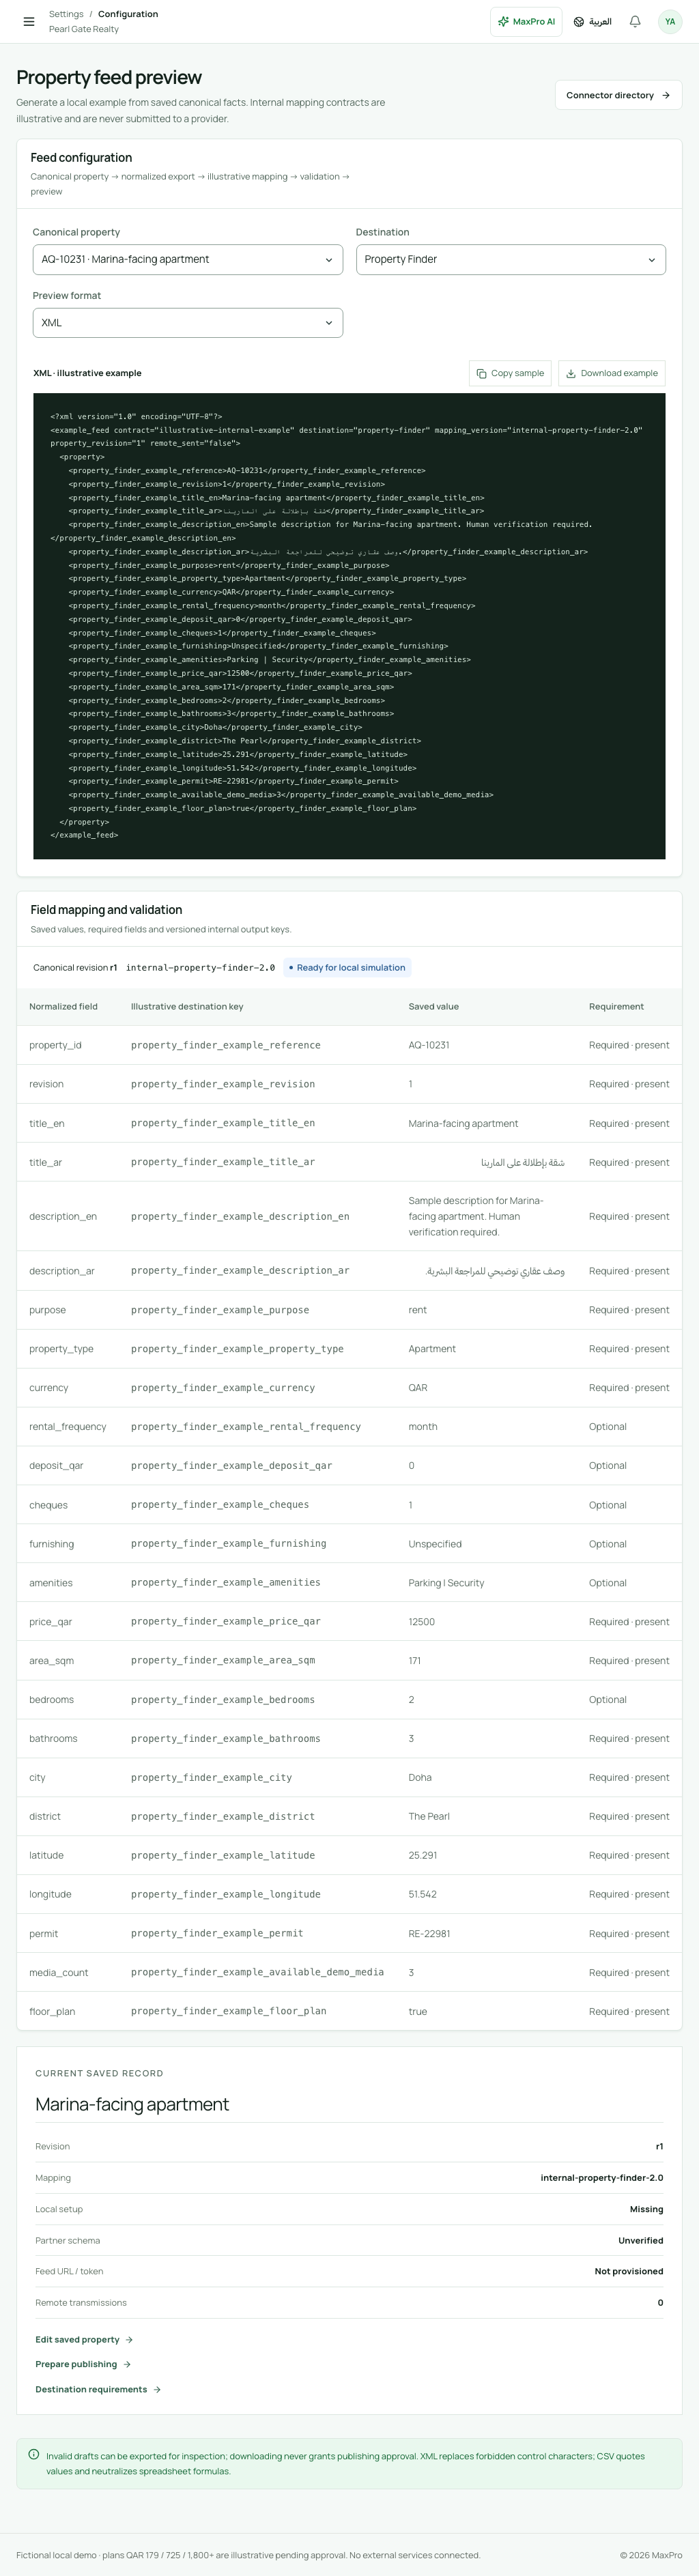 Settings / Configuration
Pearl Gate Realty
MaxPro AI
العربية
YA
Property feed preview
Generate a local example from saved canonical facts. Internal mapping contracts are
illustrative and are never submitted to a provider.
Connector directory →
Feed configuration
Canonical property → normalized export → illustrative mapping → validation →
preview
Canonical property
Destination
AQ-10231 · Marina-facing apartment
Property Finder
Preview format
XML
XML · illustrative example
Copy sample
Download example
<?xml version="1.0" encoding="UTF-8"?>
<example_feed contract="illustrative-internal-example" destination="property-finder" mapping_version="internal-property-finder-2.0"
property_revision="1" remote_sent="false">
<property>
<property_finder_example_reference>AQ-10231</property_finder_example_reference>
<property_finder_example_revision>1</property_finder_example_revision>
<property_finder_example_title_en>Marina-facing apartment</property_finder_example_title_en>
<property_finder_example_title_ar>شقة بإطلالة على المارينا</property_finder_example_title_ar>
<property_finder_example_description_en>Sample description for Marina-facing apartment. Human verification required.
</property_finder_example_description_en>
<property_finder_example_description_ar>وصف عقاري توضيحي للمراجعة البشرية.</property_finder_example_description_ar>
<property_finder_example_purpose>rent</property_finder_example_purpose>
<property_finder_example_property_type>Apartment</property_finder_example_property_type>
<property_finder_example_currency>QAR</property_finder_example_currency>
<property_finder_example_rental_frequency>month</property_finder_example_rental_frequency>
<property_finder_example_deposit_qar>0</property_finder_example_deposit_qar>
<property_finder_example_cheques>1</property_finder_example_cheques>
<property_finder_example_furnishing>Unspecified</property_finder_example_furnishing>
<property_finder_example_amenities>Parking | Security</property_finder_example_amenities>
<property_finder_example_price_qar>12500</property_finder_example_price_qar>
<property_finder_example_area_sqm>171</property_finder_example_area_sqm>
<property_finder_example_bedrooms>2</property_finder_example_bedrooms>
<property_finder_example_bathrooms>3</property_finder_example_bathrooms>
<property_finder_example_city>Doha</property_finder_example_city>
<property_finder_example_district>The Pearl</property_finder_example_district>
<property_finder_example_latitude>25.291</property_finder_example_latitude>
<property_finder_example_longitude>51.542</property_finder_example_longitude>
<property_finder_example_permit>RE-22981</property_finder_example_permit>
<property_finder_example_available_demo_media>3</property_finder_example_available_demo_media>
<property_finder_example_floor_plan>true</property_finder_example_floor_plan>
</property>
</example_feed>
Field mapping and validation
Saved values, required fields and versioned internal output keys.
Canonical revision r1 internal-property-finder-2.0 Ready for local simulation
Normalized field Illustrative destination key Saved value Requirement
property_id property_finder_example_reference AQ-10231 Required · present
revision property_finder_example_revision 1 Required · present
title_en property_finder_example_title_en Marina-facing apartment Required · present
title_ar property_finder_example_title_ar شقة بإطلالة على المارينا Required · present
description_en property_finder_example_description_en Sample description for Marina-
facing apartment. Human
verification required. Required · present
description_ar property_finder_example_description_ar وصف عقاري توضيحي للمراجعة البشرية. Required · present
purpose property_finder_example_purpose rent Required · present
property_type property_finder_example_property_type Apartment Required · present
currency property_finder_example_currency QAR Required · present
rental_frequency property_finder_example_rental_frequency month Optional
deposit_qar property_finder_example_deposit_qar 0 Optional
cheques property_finder_example_cheques 1 Optional
furnishing property_finder_example_furnishing Unspecified Optional
amenities property_finder_example_amenities Parking | Security Optional
price_qar property_finder_example_price_qar 12500 Required · present
area_sqm property_finder_example_area_sqm 171 Required · present
bedrooms property_finder_example_bedrooms 2 Optional
bathrooms property_finder_example_bathrooms 3 Required · present
city property_finder_example_city Doha Required · present
district property_finder_example_district The Pearl Required · present
latitude property_finder_example_latitude 25.291 Required · present
longitude property_finder_example_longitude 51.542 Required · present
permit property_finder_example_permit RE-22981 Required · present
media_count property_finder_example_available_demo_media 3 Required · present
floor_plan property_finder_example_floor_plan true Required · present
CURRENT SAVED RECORD
Marina-facing apartment
Revision r1
Mapping internal-property-finder-2.0
Local setup Missing
Partner schema Unverified
Feed URL / token Not provisioned
Remote transmissions 0
Edit saved property →
Prepare publishing →
Destination requirements →
Invalid drafts can be exported for inspection; downloading never grants publishing approval. XML replaces forbidden control characters; CSV quotes
values and neutralizes spreadsheet formulas.
Fictional local demo · plans QAR 179 / 725 / 1,800+ are illustrative pending approval. No external services connected.
© 2026 MaxPro